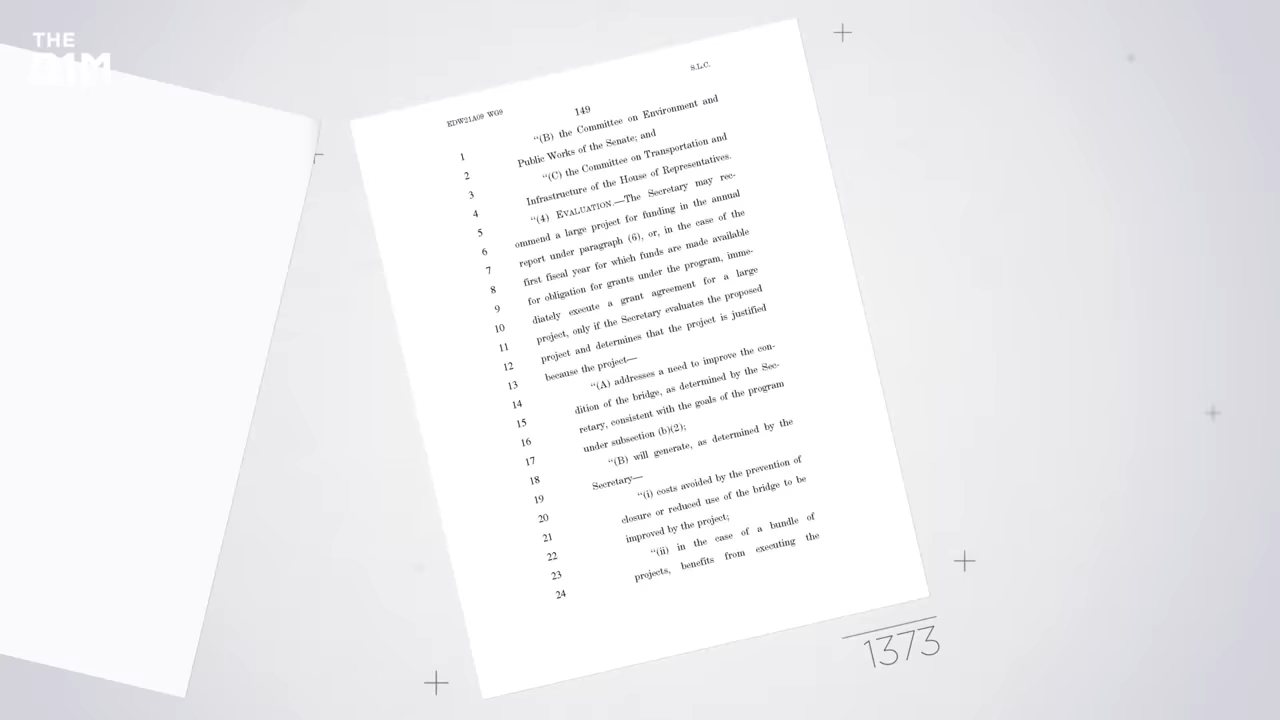 THE
B1M
EDW21A09 WG9 S.L.C.
149
1 “(B) the Committee on Environment and
2 Public Works of the Senate; and
3 “(C) the Committee on Transportation and
4 Infrastructure of the House of Representatives.
5 “(4) EVALUATION.—The Secretary may rec-
6 ommend a large project for funding in the annual
7 report under paragraph (6), or, in the case of the
8 first fiscal year for which funds are made available
9 for obligation for grants under the program, imme-
10 diately execute a grant agreement for a large
11 project, only if the Secretary evaluates the proposed
12 project and determines that the project is justified
13 because the project—
14 “(A) addresses a need to improve the con-
15 dition of the bridge, as determined by the Sec-
16 retary, consistent with the goals of the program
17 under subsection (b)(2);
18 “(B) will generate, as determined by the
19 Secretary—
20 “(i) costs avoided by the prevention of
21 closure or reduced use of the bridge to be
22 improved by the project;
23 “(ii) in the case of a bundle of
24 projects, benefits from executing the
1373